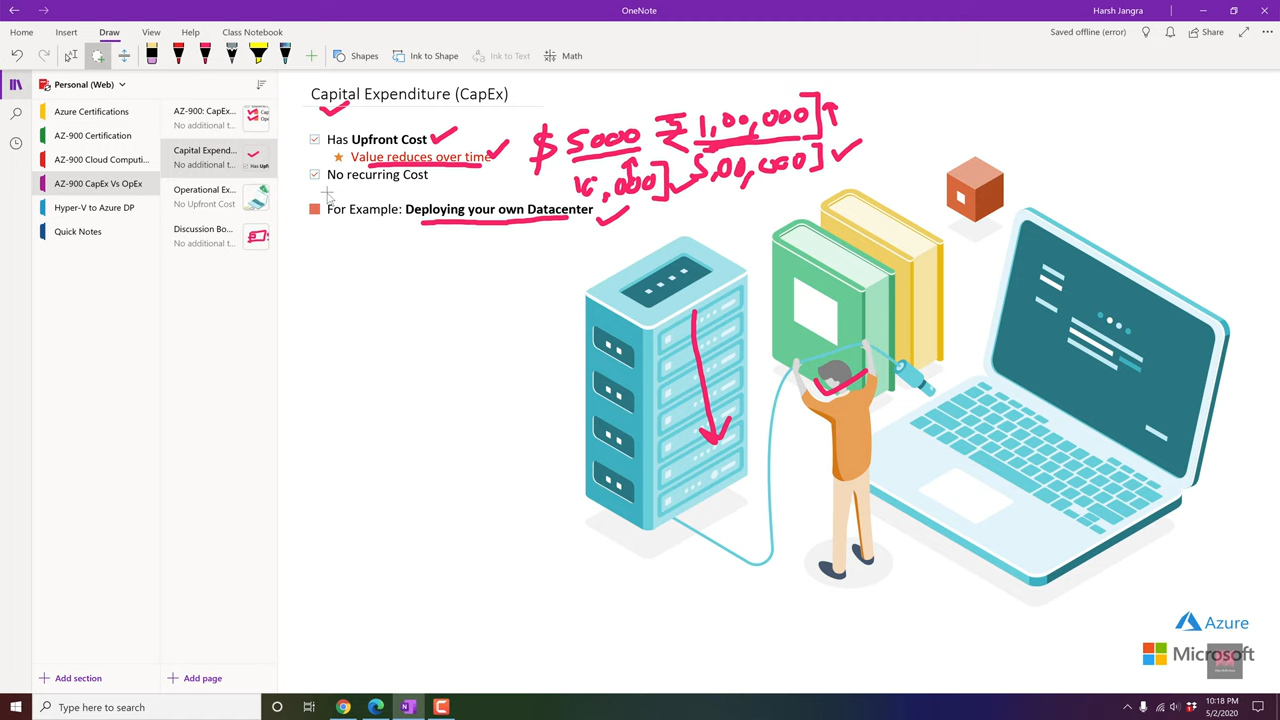 OneNote
Harsh Jangra
Home Insert Draw View Help Class Notebook
Saved offline (error)
Share
Shapes
Ink to Shape
Ink to Text
Math
Personal (Web)
Azure Certifications
AZ-900 Certification
AZ-900 Cloud Computi...
AZ-900 CapEx Vs OpEx
Hyper-V to Azure DP
Quick Notes
AZ-900: CapEx...
No additional t...
Capital Expend...
No additional t...
Operational Ex...
No Upfront Cost
Discussion Bo...
No additional t...
Capital Expenditure (CapEx)
Has Upfront Cost
Value reduces over time
No recurring Cost
For Example: Deploying your own Datacenter
$ 5000 ₹ 1,00,000]
10,000] 5,00,000]
Azure
Microsoft
Add section
Add page
Type here to search
10:18 PM
5/2/2020